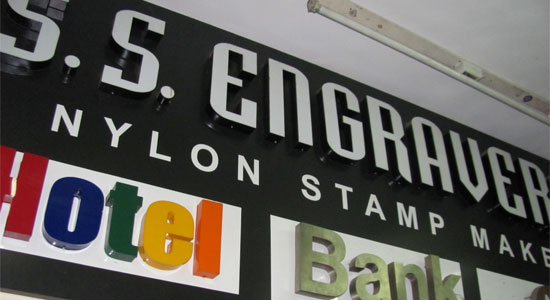 S. S. ENGRAVER
NYLON STAMP MAKE
Hotel
Bank